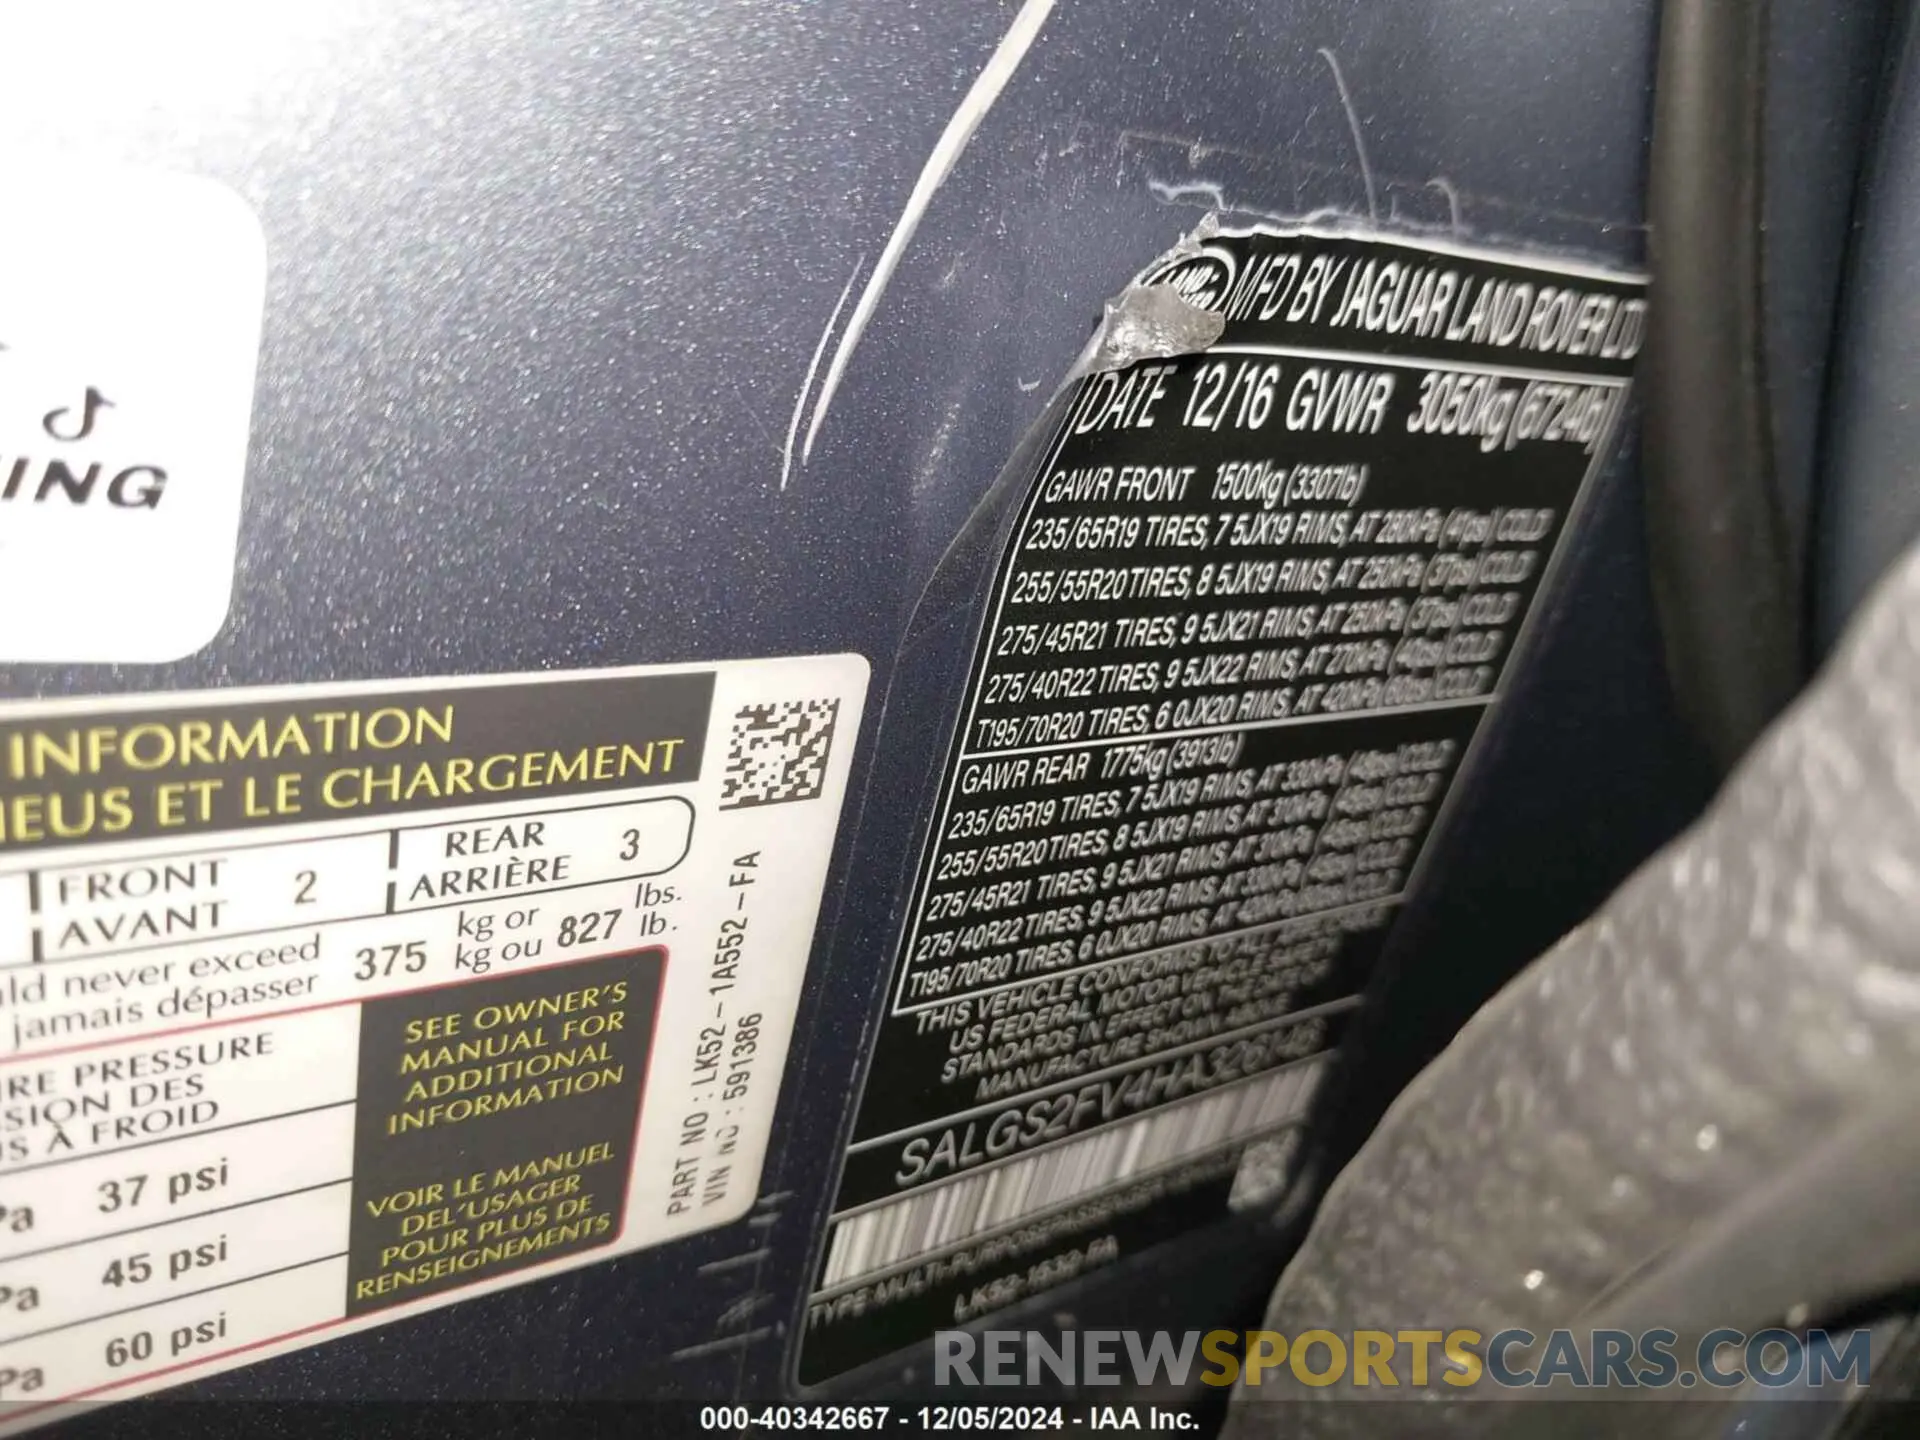 ING
INFORMATION
EUS ET LE CHARGEMENT
FRONT
AVANT
2
REAR
ARRIÈRE
3
ld never exceed
jamais dépasser
375
kg or
kg ou
827
lbs.
lb.
RE PRESSURE
SION DES
S À FROID
Pa 37 psi
Pa 45 psi
Pa 60 psi
SEE OWNER'S
MANUAL FOR
ADDITIONAL
INFORMATION
VOIR LE MANUEL
DEL'USAGER
POUR PLUS DE
RENSEIGNEMENTS
PART NO : LK52-1A552-FA
VIN NO : 591386
LAND
MFD BY JAGUAR LAND ROVER LTD
DATE 12/16 GVWR 3050kg (6724lb)
GAWR FRONT 1500kg (3307lb)
235/65R19 TIRES, 7 5JX19 RIMS, AT 280kPa (41psi) COLD
255/55R20 TIRES, 8 5JX19 RIMS, AT 250kPa (37psi) COLD
275/45R21 TIRES, 9 5JX21 RIMS, AT 250kPa (37psi) COLD
275/40R22 TIRES, 9 5JX22 RIMS, AT 270kPa COLD
T195/70R20 TIRES, 6 0JX20 RIMS, AT 420kPa (60psi) COLD
GAWR REAR 1775kg (3913lb)
235/65R19 TIRES, 7 5JX19 RIMS, AT 330kPa (48psi) COLD
255/55R20 TIRES, 8 5JX19 RIMS, AT 310kPa COLD
275/45R21 TIRES, 9 5JX21 RIMS, AT 310kPa COLD
275/40R22 TIRES, 9 5JX22 RIMS, AT 330kPa COLD
T195/70R20 TIRES, 6 0JX20 RIMS, AT 420kPa COLD
THIS VEHICLE CONFORMS TO ALL APPLICABLE
US FEDERAL MOTOR VEHICLE SAFETY
STANDARDS IN EFFECT ON THE DATE OF
MANUFACTURE SHOWN ABOVE
TYPE MULTI-PURPOSE PASSENGER VEHICLE
LK52-1532-FA
RENEWSPORTSCARS.COM
000-40342667 - 12/05/2024 - IAA Inc.